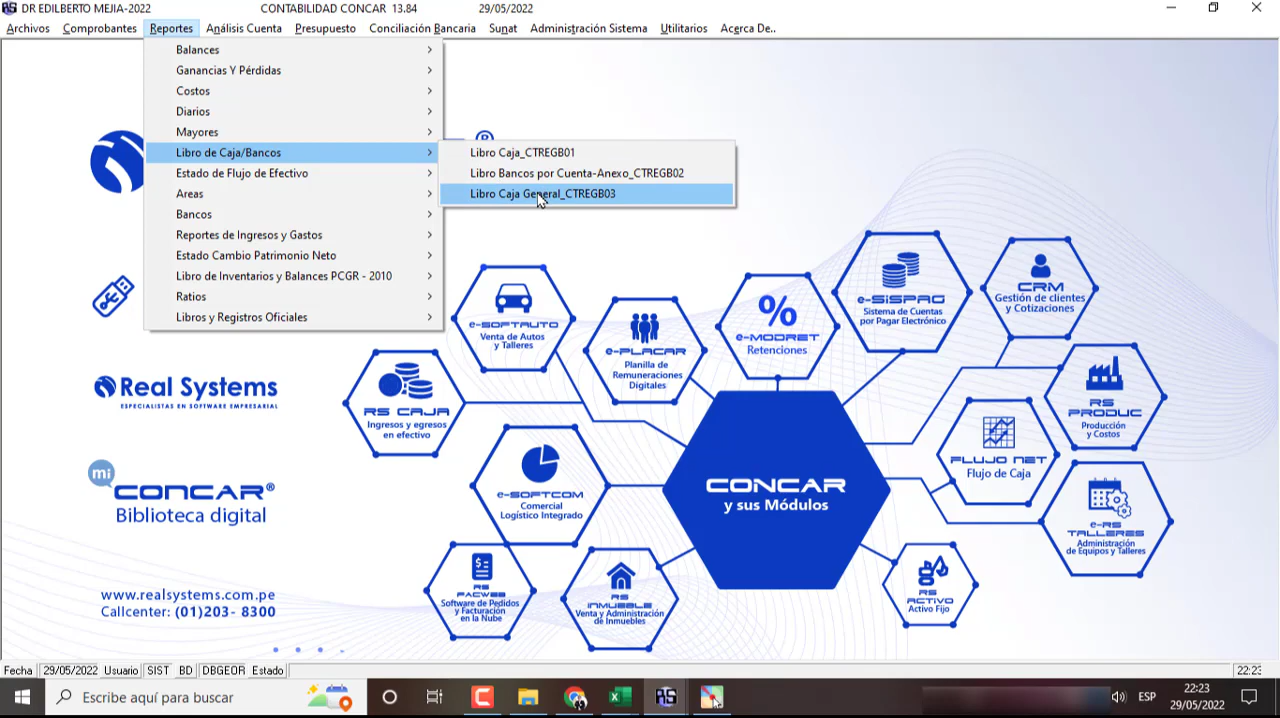 DR EDILBERTO MEJIA-2022 CONTABILIDAD CONCAR 13.84 29/05/2022
Archivos Comprobantes Reportes Análisis Cuenta Presupuesto Conciliación Bancaria Sunat Administración Sistema Utilitarios Acerca De..
Balances
Ganancias Y Pérdidas
Costos
Diarios
Mayores
Libro de Caja/Bancos
Estado de Flujo de Efectivo
Areas
Bancos
Reportes de Ingresos y Gastos
Estado Cambio Patrimonio Neto
Libro de Inventarios y Balances PCGR - 2010
Ratios
Libros y Registros Oficiales
Libro Caja_CTREGB01
Libro Bancos por Cuenta-Anexo_CTREGB02
Libro Caja General_CTREGB03
®
e-SOFTAUTO
Venta de Autos
y Talleres
e-PLACAR
Planilla de
Remuneraciones
Digitales
%
e-MODRET
Retenciones
e-SISPAG
Sistema de Cuentas
por Pagar Electrónico
CRM
Gestión de clientes
y Cotizaciones
RS CAJA
Ingresos y egresos
en efectivo
RS
PRODUC
Producción
y Costos
FLUJO NET
Flujo de Caja
e-SOFTCOM
Comercial
Logístico Integrado
CONCAR
y sus Módulos
e-RS
TALLERES
Administración
de Equipos y Talleres
RS
FACWEB
Software de Pedidos
y Facturación
en la Nube
RS
INMUEBLE
Venta y Administración
de Inmuebles
RS
ACTIVO
Activo Fijo
Real Systems
ESPECIALISTAS EN SOFTWARE EMPRESARIAL
mi
CONCAR®
Biblioteca digital
www.realsystems.com.pe
Callcenter: (01)203- 8300
Fecha 29/05/2022 Usuario SIST BD DBGEOR Estado 22:23
Escribe aquí para buscar
ESP
22:23
29/05/2022